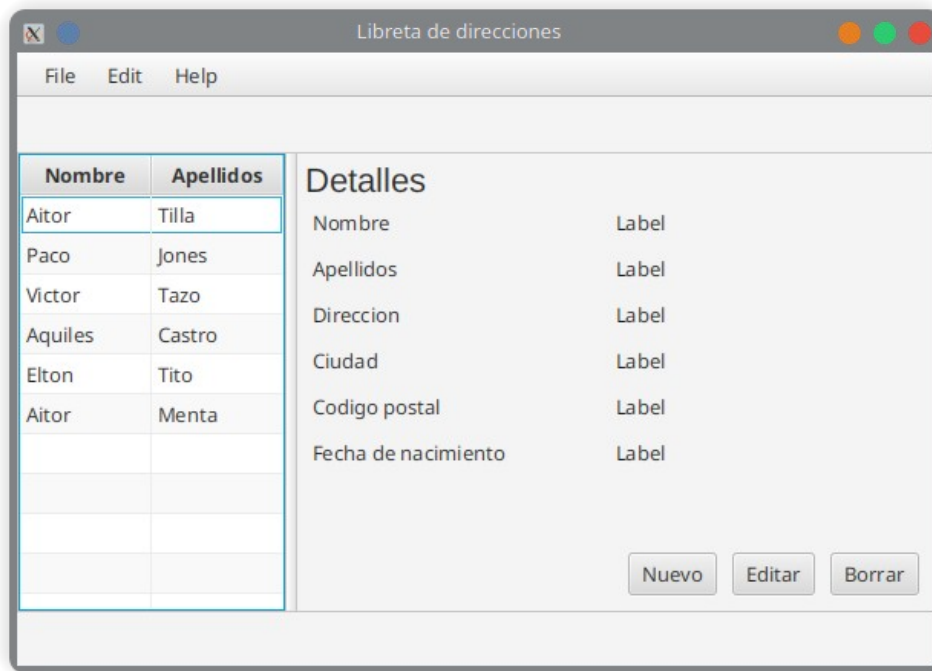 Libreta de direcciones
File Edit Help
Nombre Apellidos
Aitor Tilla
Paco Jones
Victor Tazo
Aquiles Castro
Elton Tito
Aitor Menta
Detalles
Nombre Label
Apellidos Label
Direccion Label
Ciudad Label
Codigo postal Label
Fecha de nacimiento Label
Nuevo Editar Borrar